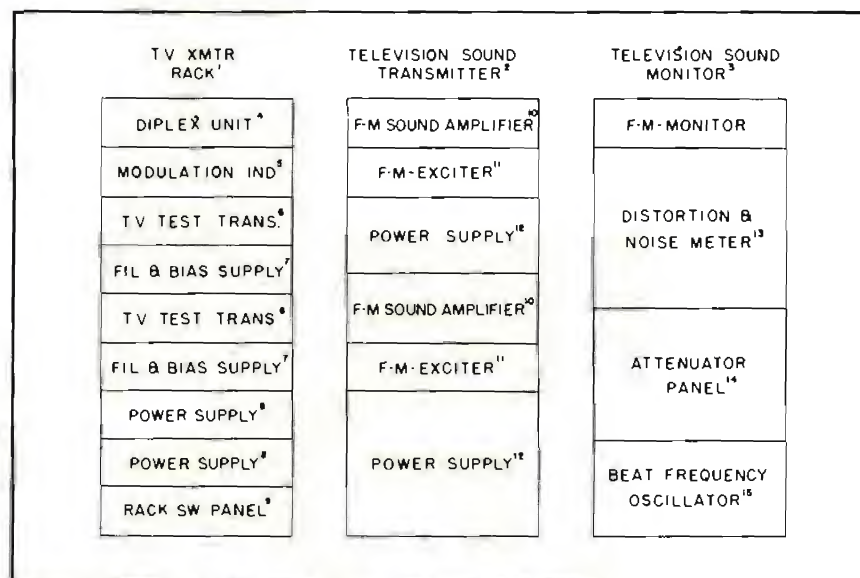 TV XMTR
RACK¹
DIPLEX UNIT⁴
MODULATION IND⁵
TV TEST TRANS.⁶
FIL & BIAS SUPPLY⁷
TV TEST TRANS⁶
FIL & BIAS SUPPLY⁷
POWER SUPPLY⁸
POWER SUPPLY⁸
RACK SW PANEL⁹
TELEVISION SOUND
TRANSMITTER²
F-M SOUND AMPLIFIER¹⁰
F-M-EXCITER¹¹
POWER SUPPLY¹²
F-M SOUND AMPLIFIER¹⁰
F-M-EXCITER¹¹
POWER SUPPLY¹²
TELEVISION SOUND
MONITOR³
F-M-MONITOR
DISTORTION &
NOISE METER¹³
ATTENUATOR
PANEL¹⁴
BEAT FREQUENCY
OSCILLATOR¹⁵